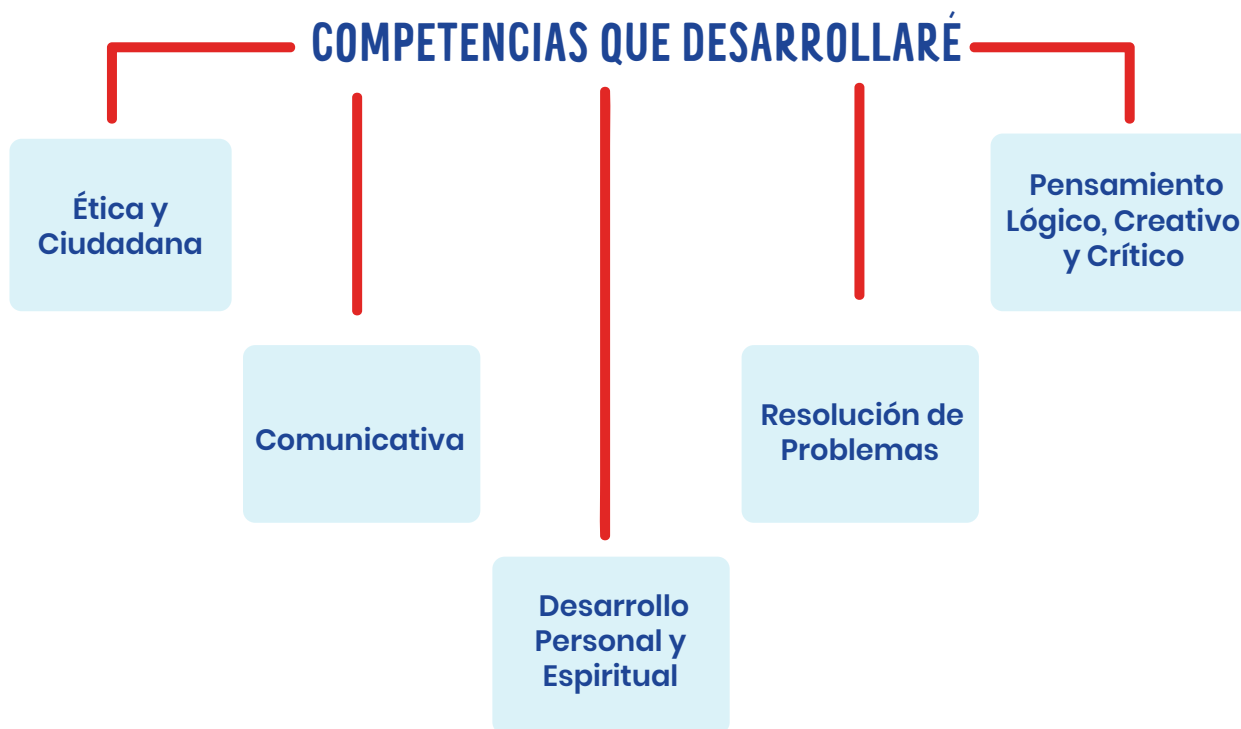 COMPETENCIAS QUE DESARROLLARÉ
Ética y
Ciudadana
Comunicativa
Desarrollo
Personal y
Espiritual
Resolución de
Problemas
Pensamiento
Lógico, Creativo
y Crítico